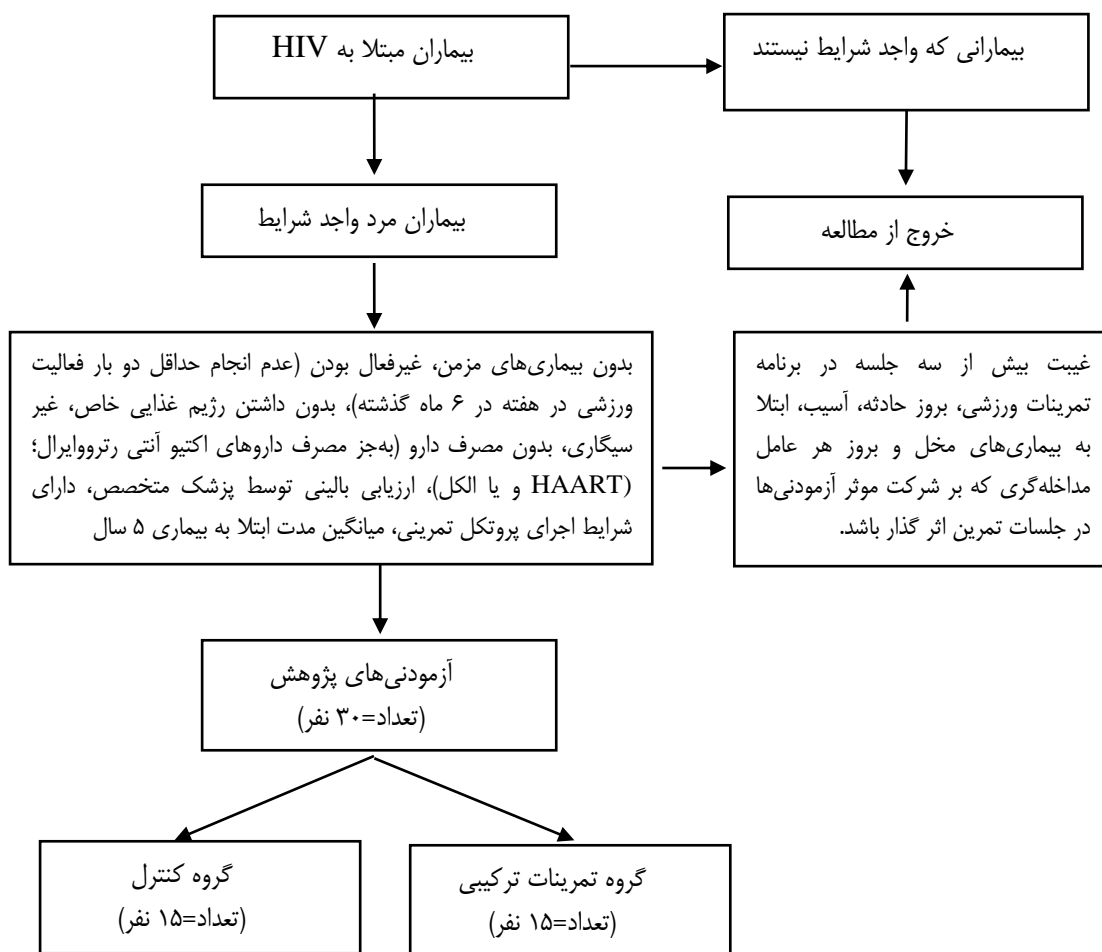 بیماران مبتلا به HIV
بیمارانی که واجد شرایط نیستند
بیماران مرد واجد شرایط
خروج از مطالعه
بدون بیماری‌های مزمن، غیرفعال بودن (عدم انجام حداقل دو بار فعالیت
ورزشی در هفته در ۶ ماه گذشته)، بدون داشتن رژیم غذایی خاص، غیر
سیگاری، بدون مصرف دارو (به‌جز مصرف داروهای اکتیو آنتی رتروایرال؛
HAART) و یا الکل)، ارزیابی بالینی توسط پزشک متخصص، دارای
شرایط اجرای پروتکل تمرینی، میانگین مدت ابتلا به بیماری ۵ سال
غیبت بیش از سه جلسه در برنامه
تمرینات ورزشی، بروز حادثه، آسیب، ابتلا
به بیماری‌های مخل و بروز هر عامل
مداخله‌گری که بر شرکت موثر آزمودنی‌ها
در جلسات تمرین اثر گذار باشد.
آزمودنی‌های پژوهش
(تعداد=۳۰ نفر)
گروه تمرینات ترکیبی
(تعداد=۱۵ نفر)
گروه کنترل
(تعداد=۱۵ نفر)